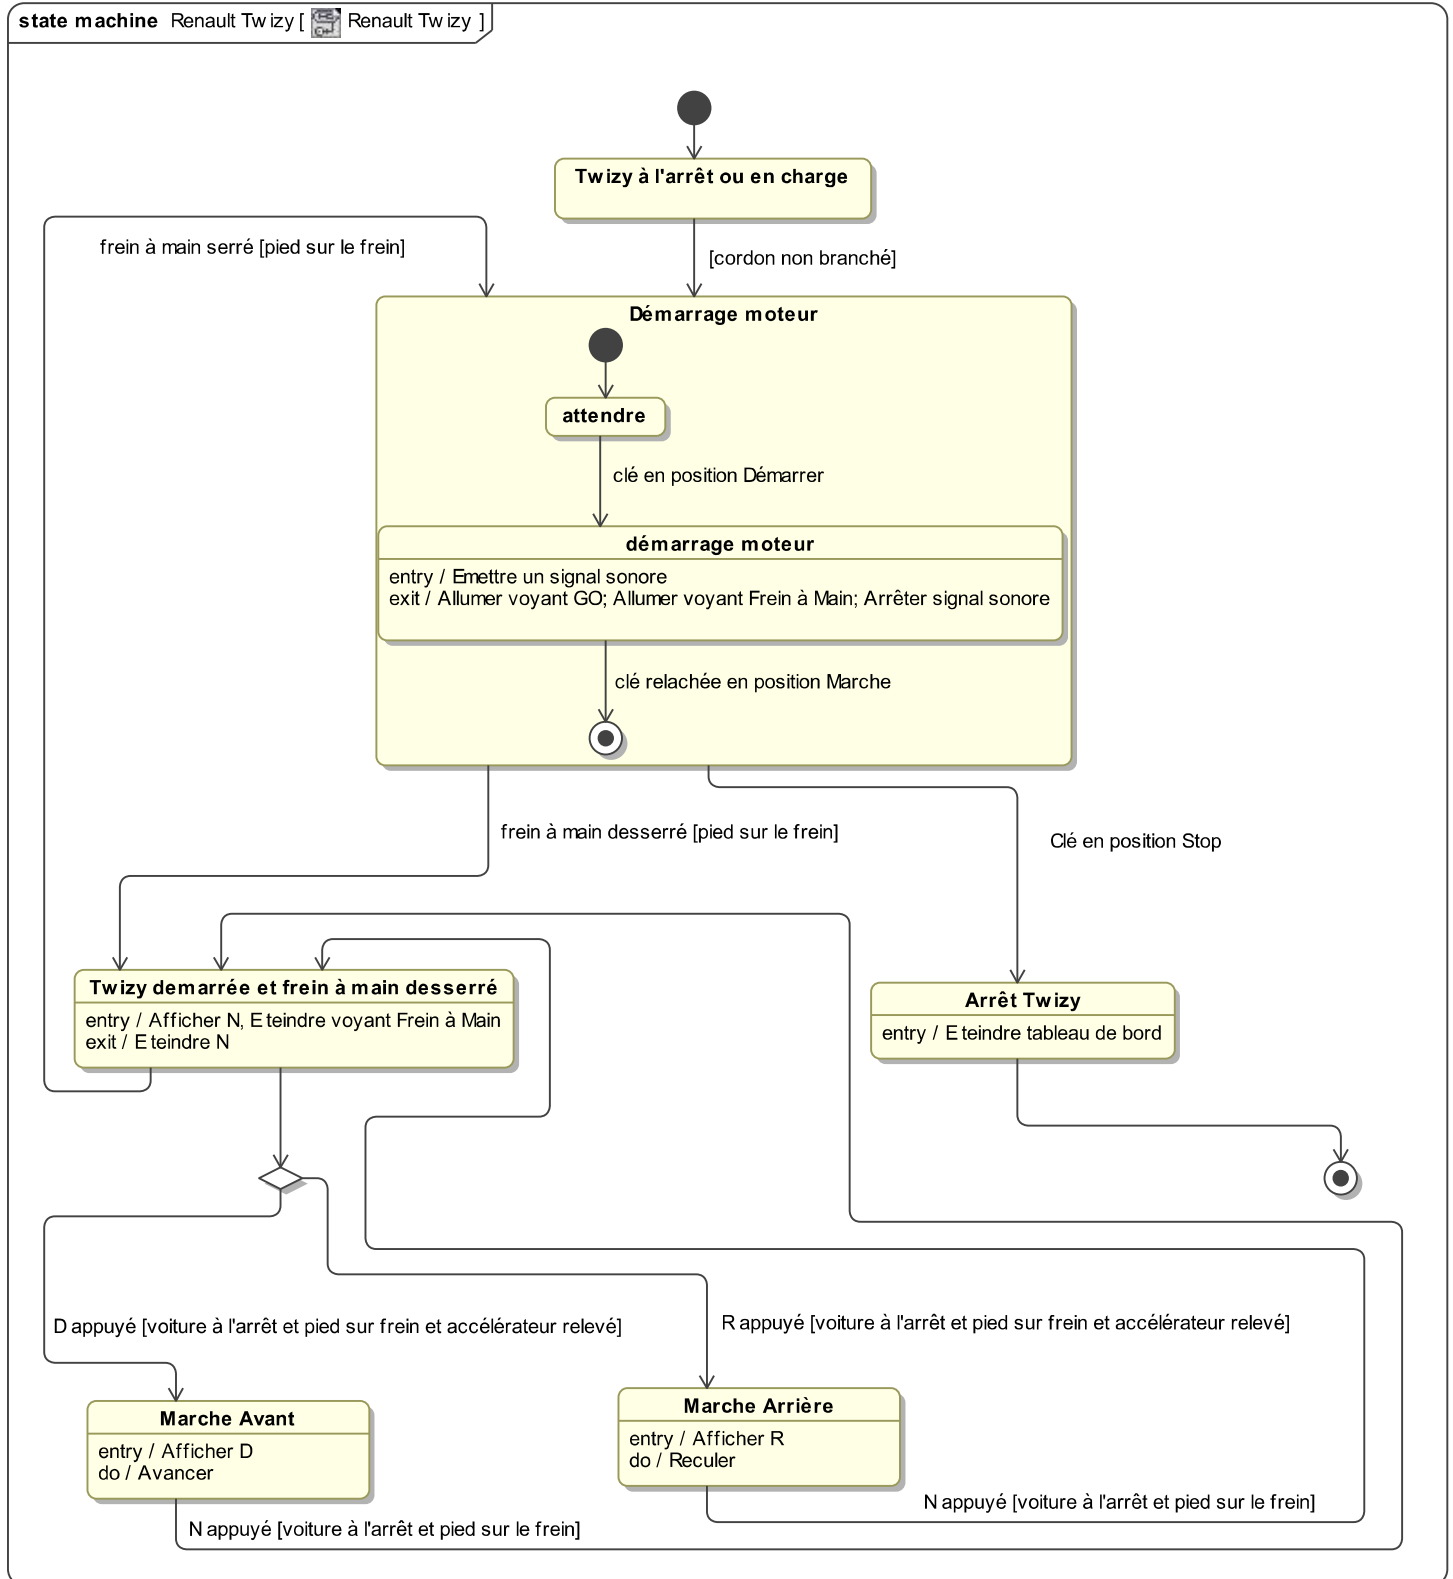 state machine Renault Twizy [ Renault Twizy ]
Twizy à l'arrêt ou en charge
frein à main serré [pied sur le frein]
[cordon non branché]
Démarrage moteur
attendre
clé en position Démarrer
démarrage moteur
entry / Emettre un signal sonore
exit / Allumer voyant GO; Allumer voyant Frein à Main; Arrêter signal sonore
clé relachée en position Marche
frein à main desserré [pied sur le frein]
Clé en position Stop
Twizy demarrée et frein à main desserré
entry / Afficher N, Eteindre voyant Frein à Main
exit / Eteindre N
Arrêt Twizy
entry / Eteindre tableau de bord
D appuyé [voiture à l'arrêt et pied sur frein et accélérateur relevé]
R appuyé [voiture à l'arrêt et pied sur frein et accélérateur relevé]
Marche Avant
entry / Afficher D
do / Avancer
Marche Arrière
entry / Afficher R
do / Reculer
N appuyé [voiture à l'arrêt et pied sur le frein]
N appuyé [voiture à l'arrêt et pied sur le frein]